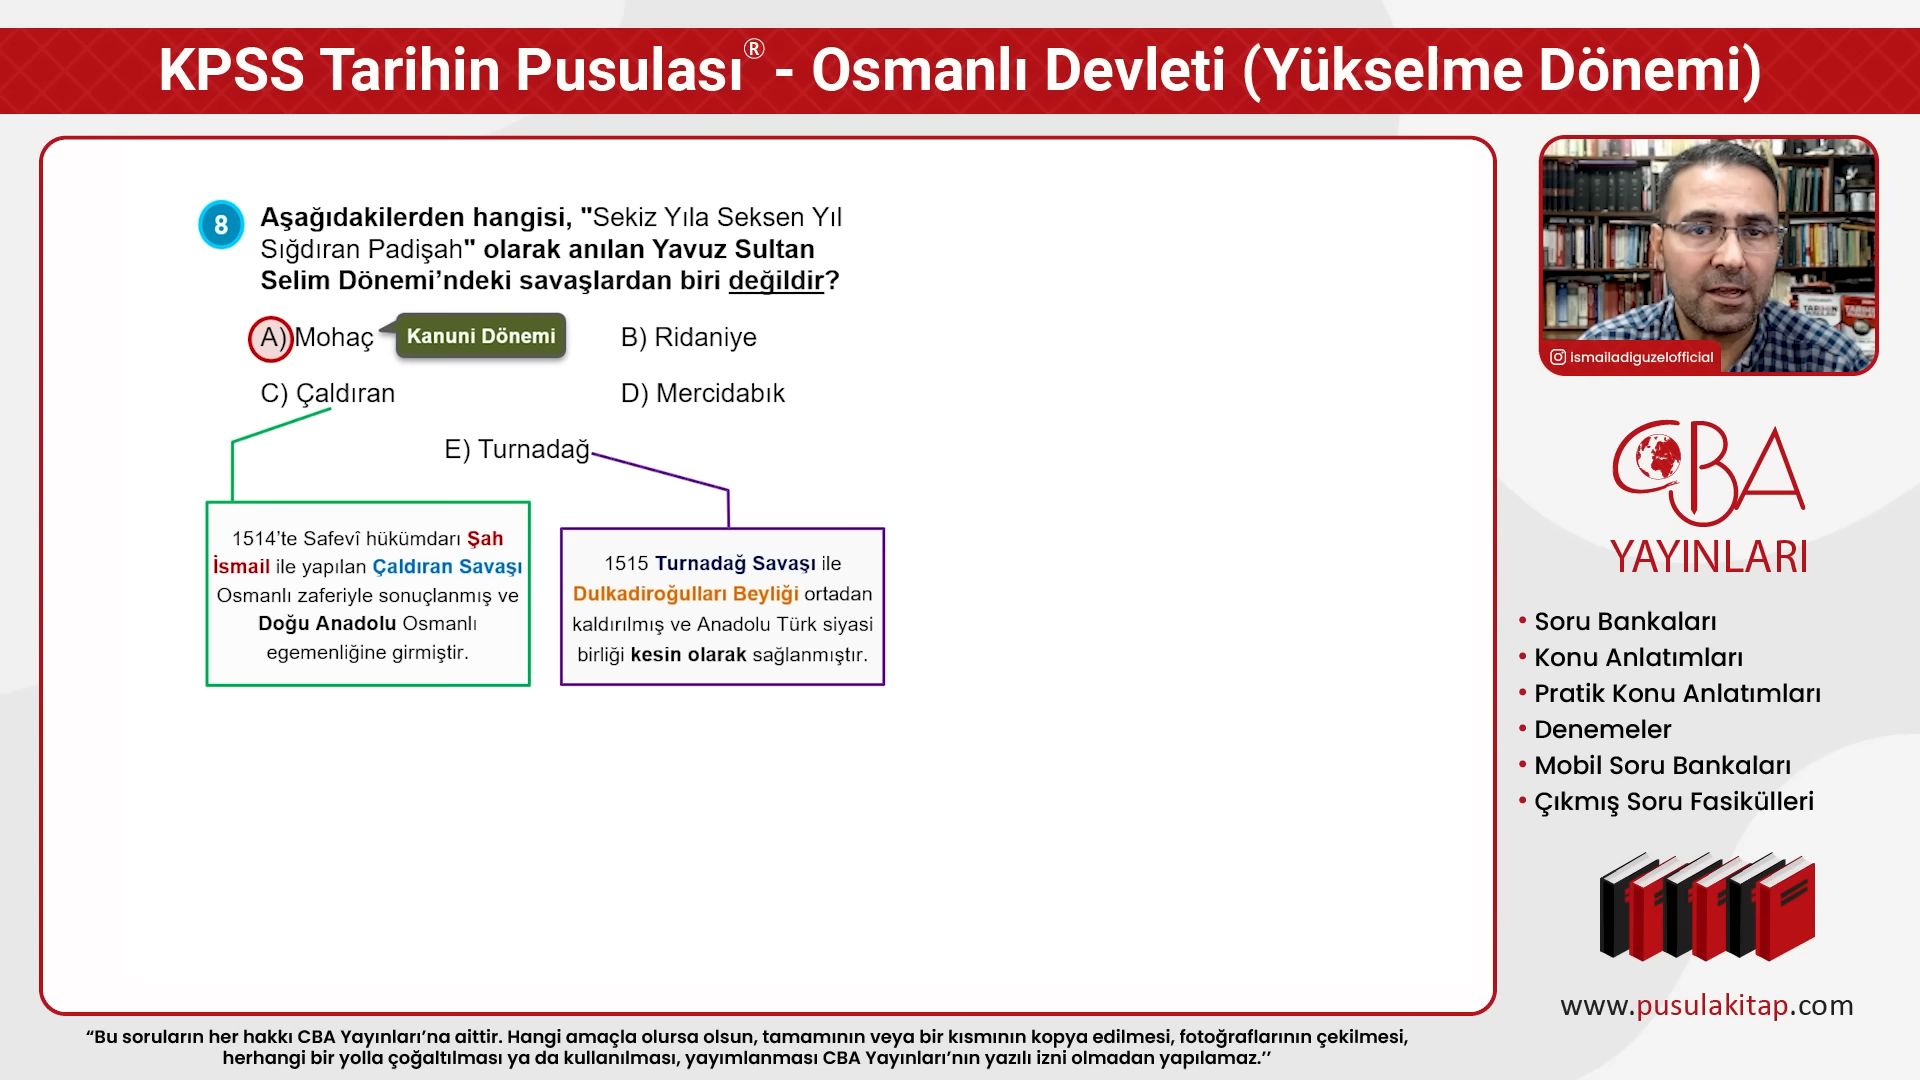 KPSS Tarihin Pusulası® - Osmanlı Devleti (Yükselme Dönemi)
8
Aşağıdakilerden hangisi, "Sekiz Yıla Seksen Yıl
Sığdıran Padişah" olarak anılan Yavuz Sultan
Selim Dönemi’ndeki savaşlardan biri değildir?
A) Mohaç
Kanuni Dönemi
B) Ridaniye
C) Çaldıran
D) Mercidabık
E) Turnadağ
1514’te Safevî hükümdarı Şah
İsmail ile yapılan Çaldıran Savaşı
Osmanlı zaferiyle sonuçlanmış ve
Doğu Anadolu Osmanlı
egemenliğine girmiştir.
1515 Turnadağ Savaşı ile
Dulkadiroğulları Beyliği ortadan
kaldırılmış ve Anadolu Türk siyasi
birliği kesin olarak sağlanmıştır.
ismailadiguzelofficial
CBA
YAYINLARI
• Soru Bankaları
• Konu Anlatımları
• Pratik Konu Anlatımları
• Denemeler
• Mobil Soru Bankaları
• Çıkmış Soru Fasikülleri
www.pusulakitap.com
“Bu soruların her hakkı CBA Yayınları’na aittir. Hangi amaçla olursa olsun, tamamının veya bir kısmının kopya edilmesi, fotoğraflarının çekilmesi,
herhangi bir yolla çoğaltılması ya da kullanılması, yayımlanması CBA Yayınları’nın yazılı izni olmadan yapılamaz.’’